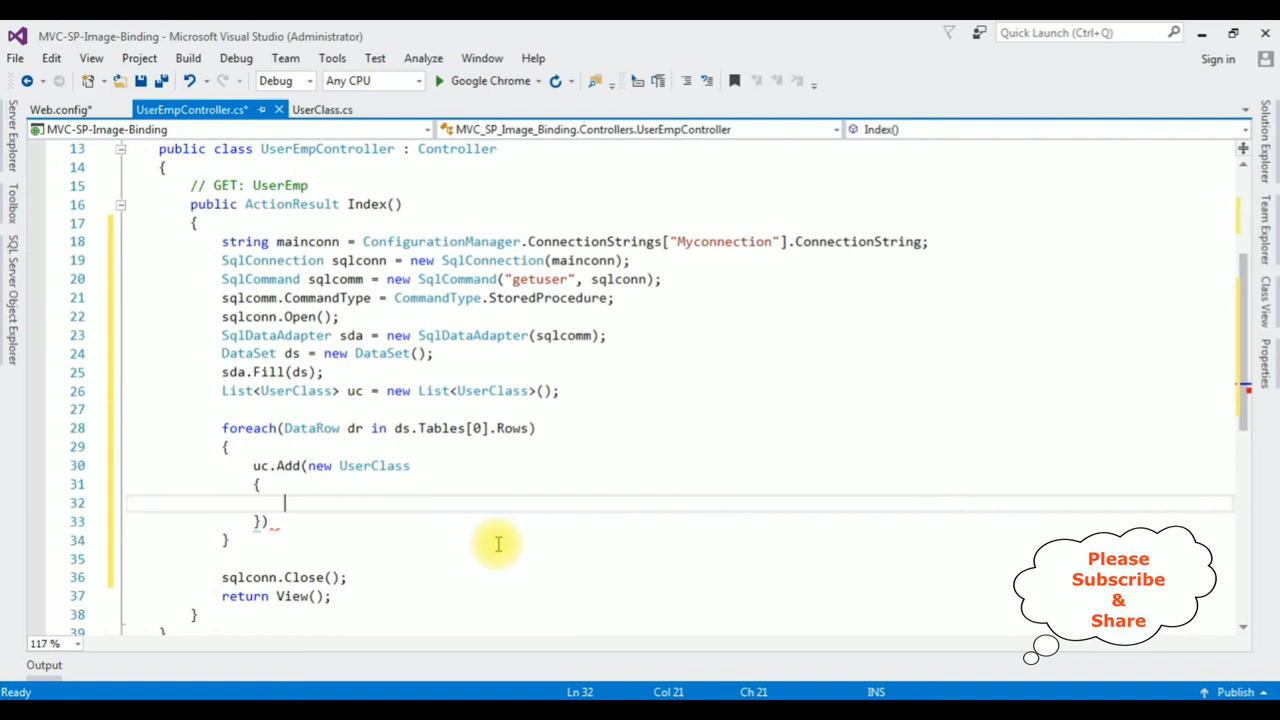 MVC-SP-Image-Binding - Microsoft Visual Studio (Administrator)
Quick Launch (Ctrl+Q)
File Edit View Project Build Debug Team Tools Test Analyze Window Help
Sign in
Debug Any CPU Google Chrome
Web.config* UserEmpController.cs* UserClass.cs
MVC-SP-Image-Binding MVC_SP_Image_Binding.Controllers.UserEmpController Index()
Server Explorer
Toolbox
SQL Server Object Explorer
13 public class UserEmpController : Controller
14 {
15 // GET: UserEmp
16 public ActionResult Index()
17 {
18 string mainconn = ConfigurationManager.ConnectionStrings["Myconnection"].ConnectionString;
19 SqlConnection sqlconn = new SqlConnection(mainconn);
20 SqlCommand sqlcomm = new SqlCommand("getuser", sqlconn);
21 sqlcomm.CommandType = CommandType.StoredProcedure;
22 sqlconn.Open();
23 SqlDataAdapter sda = new SqlDataAdapter(sqlcomm);
24 DataSet ds = new DataSet();
25 sda.Fill(ds);
26 List<UserClass> uc = new List<UserClass>();
27
28 foreach(DataRow dr in ds.Tables[0].Rows)
29 {
30 uc.Add(new UserClass
31 {
32
33 })
34 }
35
36 sqlconn.Close();
37 return View();
38 }
39 }
Solution Explorer
Team Explorer
Class View
Properties
Please
Subscribe
&
Share
117 %
Output
Ready Ln 32 Col 21 Ch 21 INS Publish